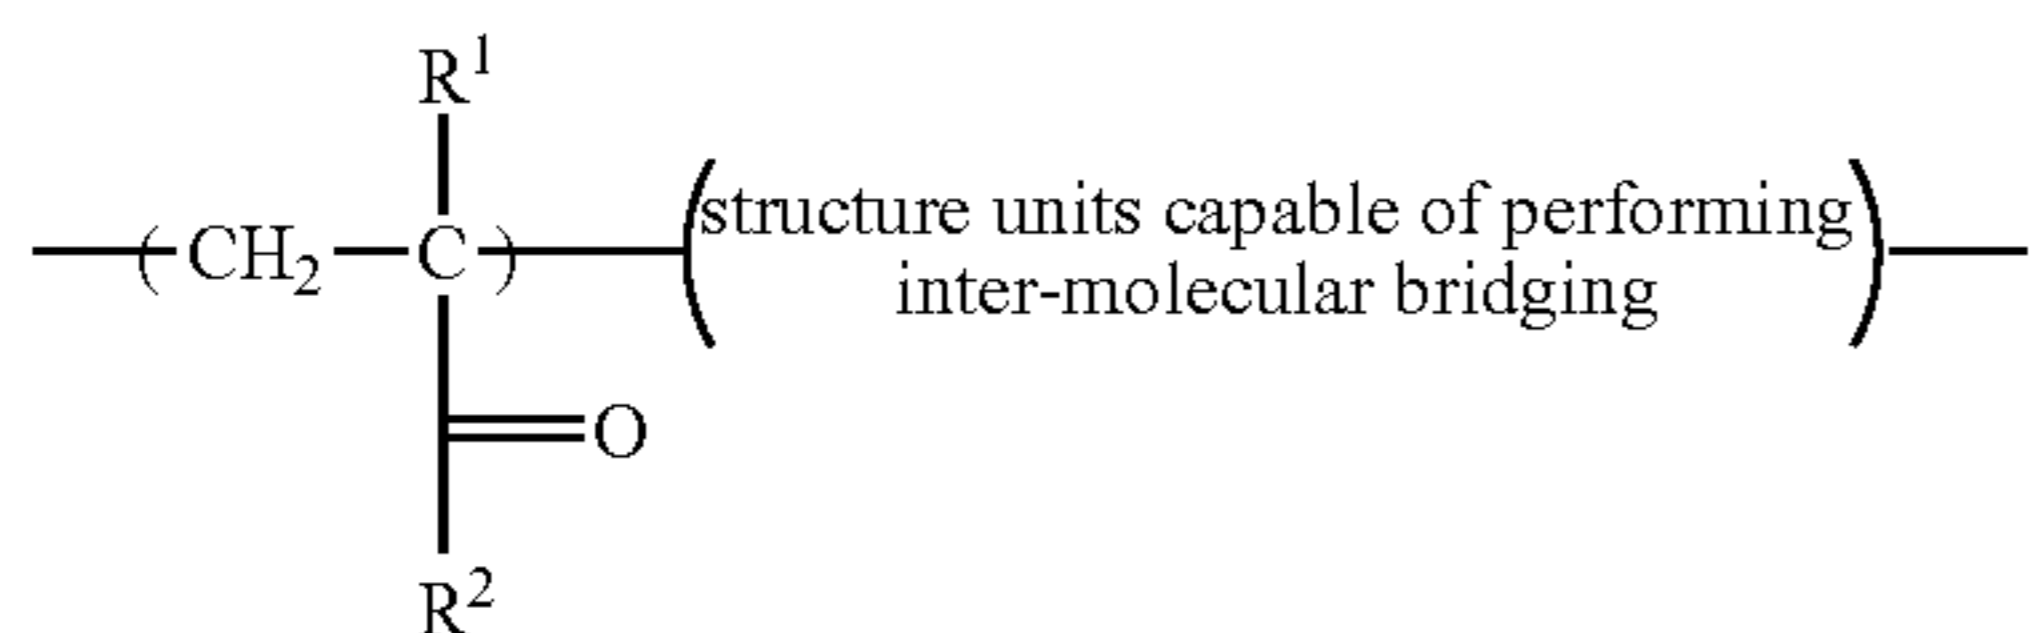 R¹
( CH₂ C ) (structure units capable of performing
inter-molecular bridging)
O
R²